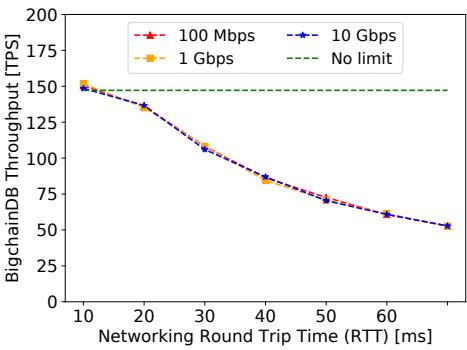 200
175
150
125
100
75
50
25
0
BigchainDB Throughput [TPS]
100 Mbps
1 Gbps
10 Gbps
No limit
10 20 30 40 50 60
Networking Round Trip Time (RTT) [ms]